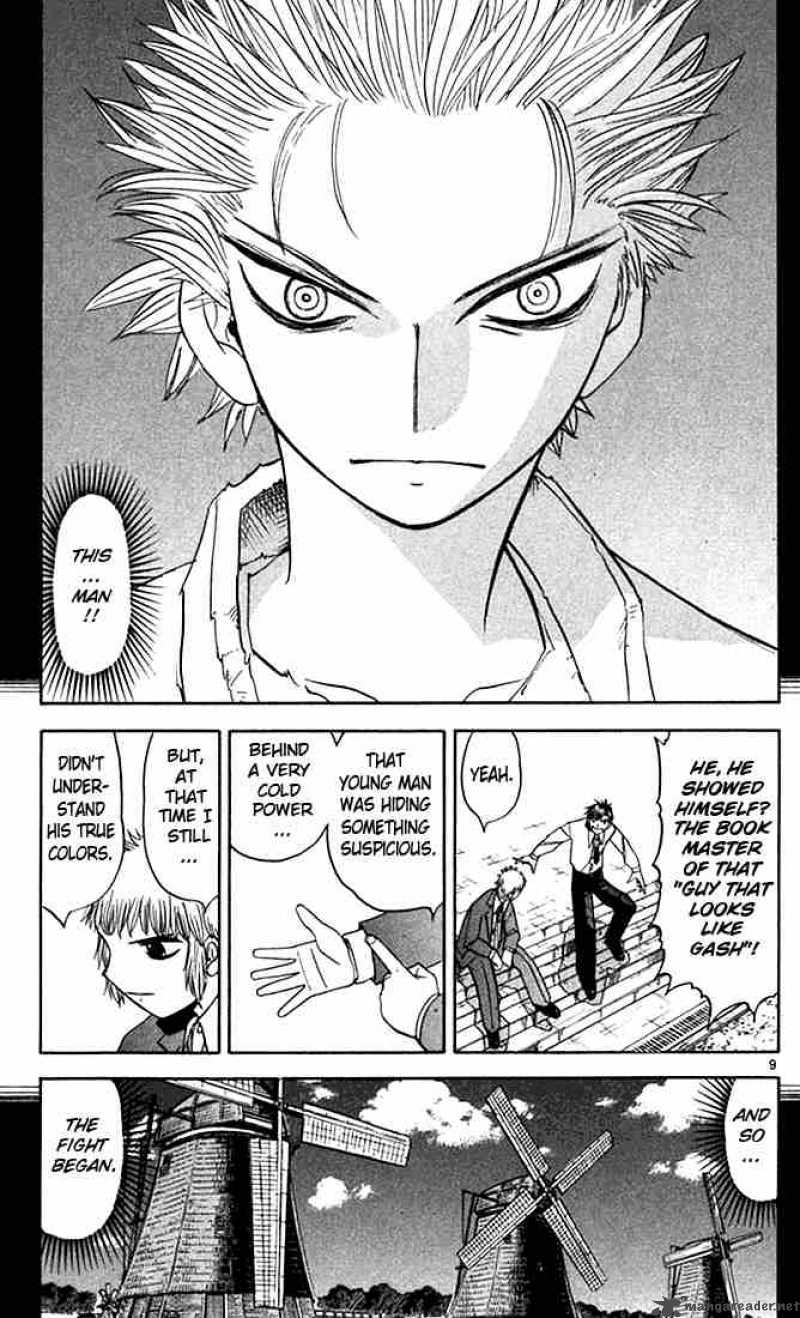 THIS
...
MAN
!!
HE, HE
SHOWED
HIMSELF?
THE BOOK
MASTER
OF THAT
"GUY THAT
LOOKS
LIKE
GASH"!
YEAH.
THAT
YOUNG MAN
WAS HIDING
SOMETHING
SUSPICIOUS.
BEHIND
A VERY
COLD
POWER
...
BUT,
AT
THAT
TIME I
STILL
...
DIDN'T
UNDER-
STAND
HIS TRUE
COLORS.
9
AND
SO
...
THE
FIGHT
BEGAN.
mangareader.net